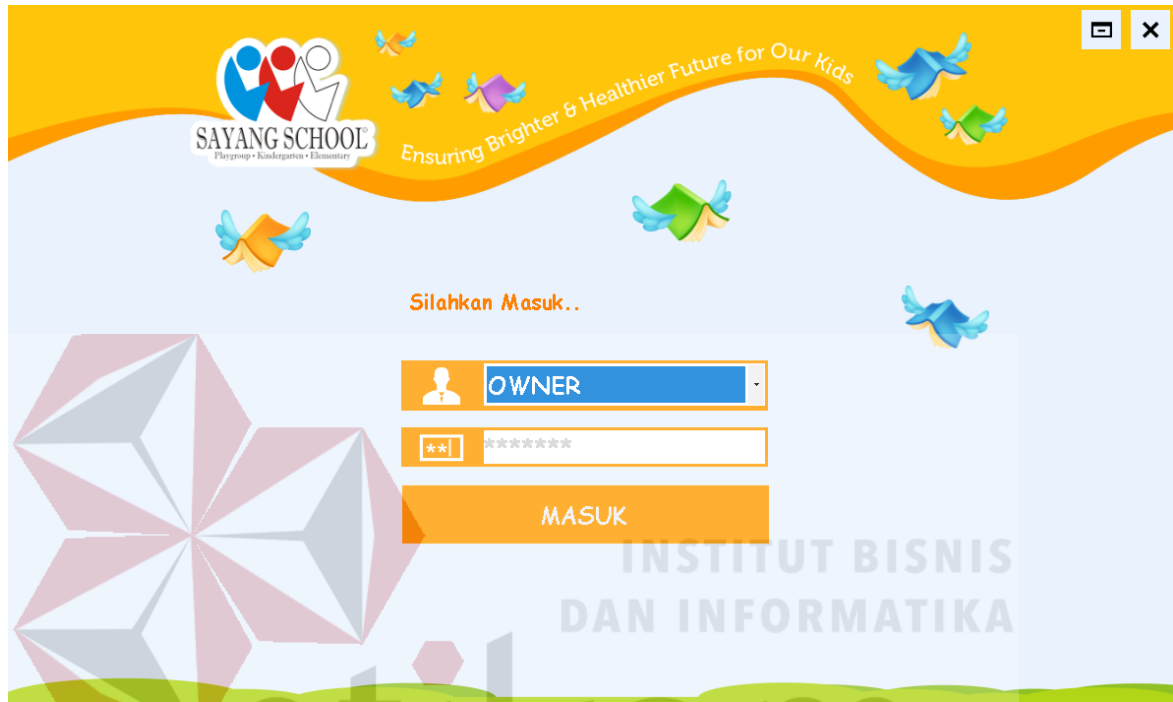 SAYANG SCHOOL
Playgroup • Kindergarten • Elementary
Ensuring Brighter & Healthier Future for Our Kids
Silahkan Masuk..
OWNER
**|
*******
MASUK
INSTITUT BISNIS
DAN INFORMATIKA